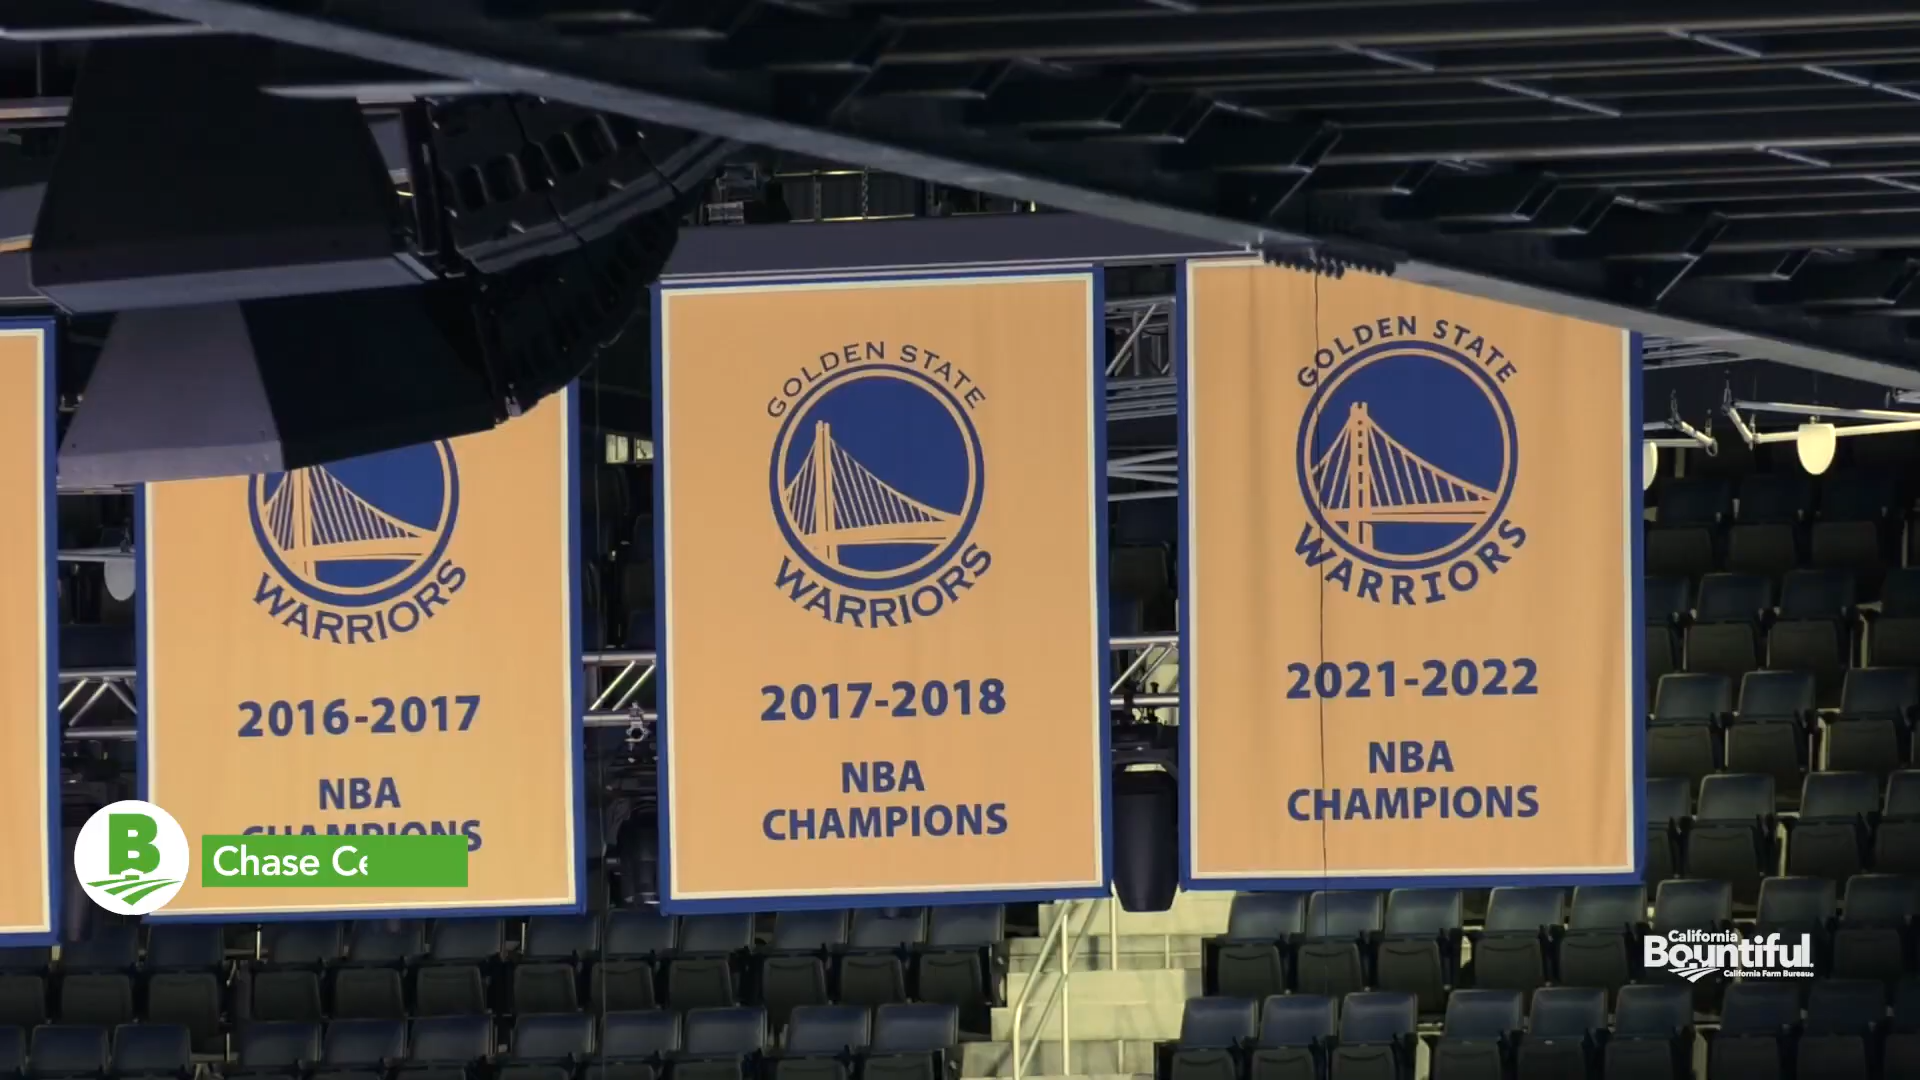 GOLDEN STATE
WARRIORS
2017-2018
NBA
CHAMPIONS
GOLDEN STATE
WARRIORS
2021-2022
NBA
CHAMPIONS
WARRIORS
2016-2017
NBA
CHAMPIONS
B
Chase Ce
California
Bountiful
California Farm Bureau